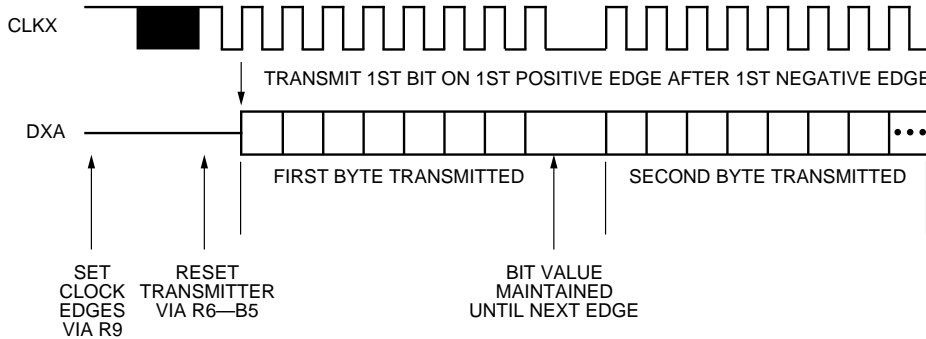 CLKX
TRANSMIT 1ST BIT ON 1ST POSITIVE EDGE AFTER 1ST NEGATIVE EDGE
DXA
FIRST BYTE TRANSMITTED
SECOND BYTE TRANSMITTED
SET
CLOCK
EDGES
VIA R9
RESET
TRANSMITTER
VIA R6—B5
BIT VALUE
MAINTAINED
UNTIL NEXT EDGE